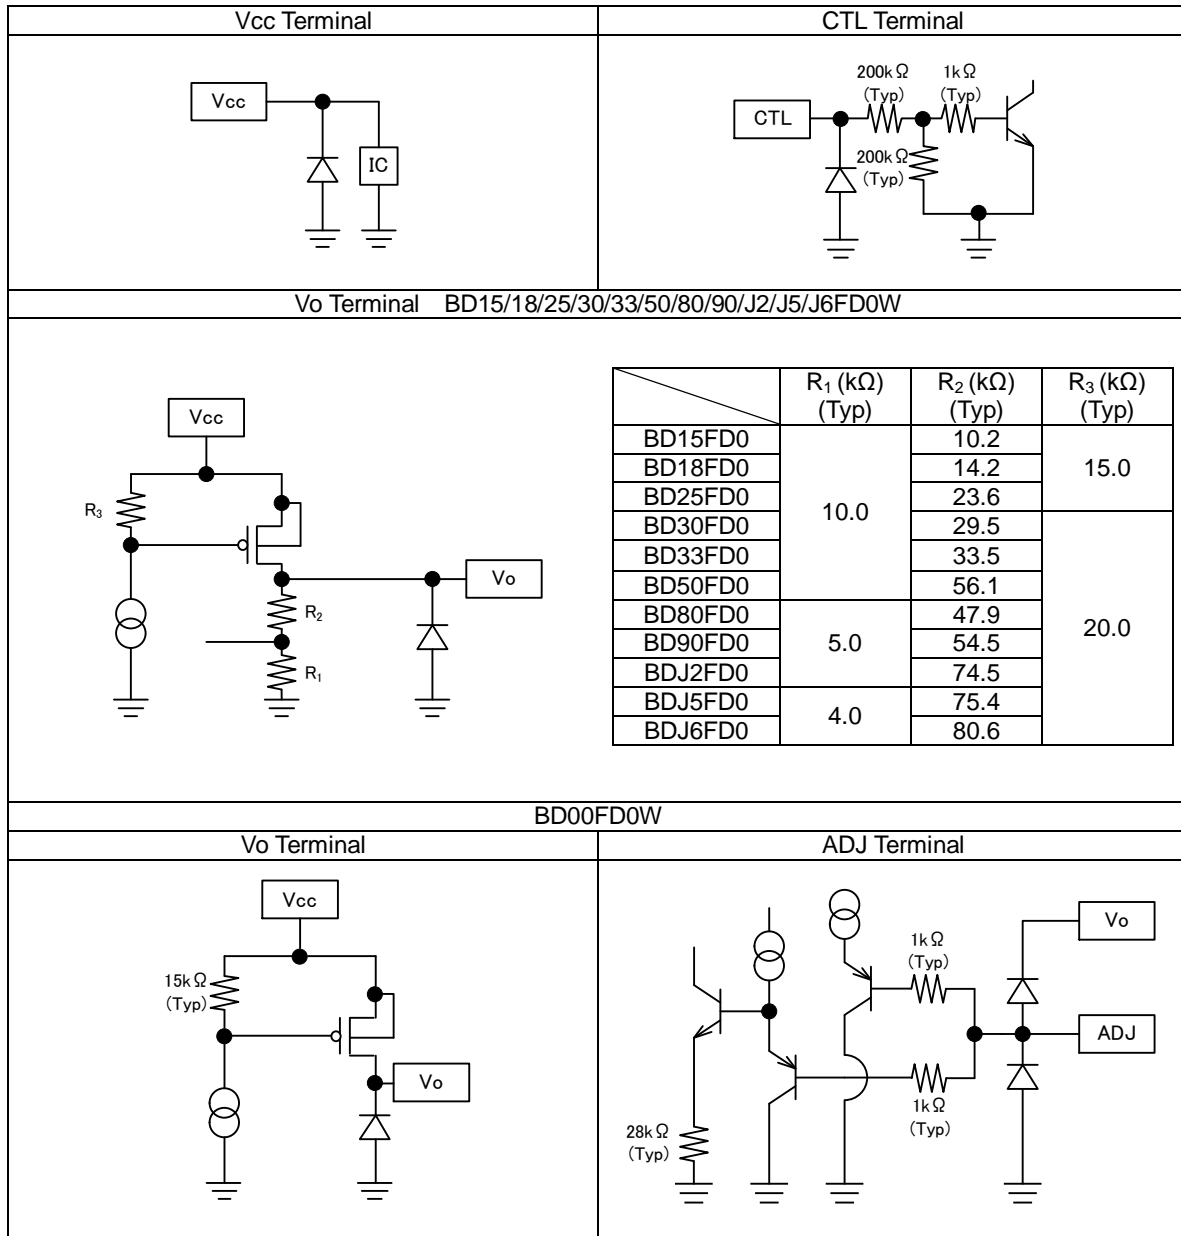 Vcc Terminal
CTL Terminal
Vcc
IC
CTL
200kΩ
(Typ)
1kΩ
(Typ)
200kΩ
(Typ)
Vo Terminal BD15/18/25/30/33/50/80/90/J2/J5/J6FD0W
Vcc
R3
R2
R1
Vo
R1 (kΩ) (Typ) R2 (kΩ) (Typ) R3 (kΩ) (Typ)
BD15FD0 10.0 10.2 15.0
BD18FD0 14.2
BD25FD0 23.6
BD30FD0 29.5 20.0
BD33FD0 33.5
BD50FD0 56.1
BD80FD0 5.0 47.9
BD90FD0 54.5
BDJ2FD0 74.5
BDJ5FD0 4.0 75.4
BDJ6FD0 80.6
BD00FD0W
Vo Terminal
ADJ Terminal
Vcc
15kΩ
(Typ)
Vo
1kΩ
(Typ)
Vo
ADJ
1kΩ
(Typ)
28kΩ
(Typ)